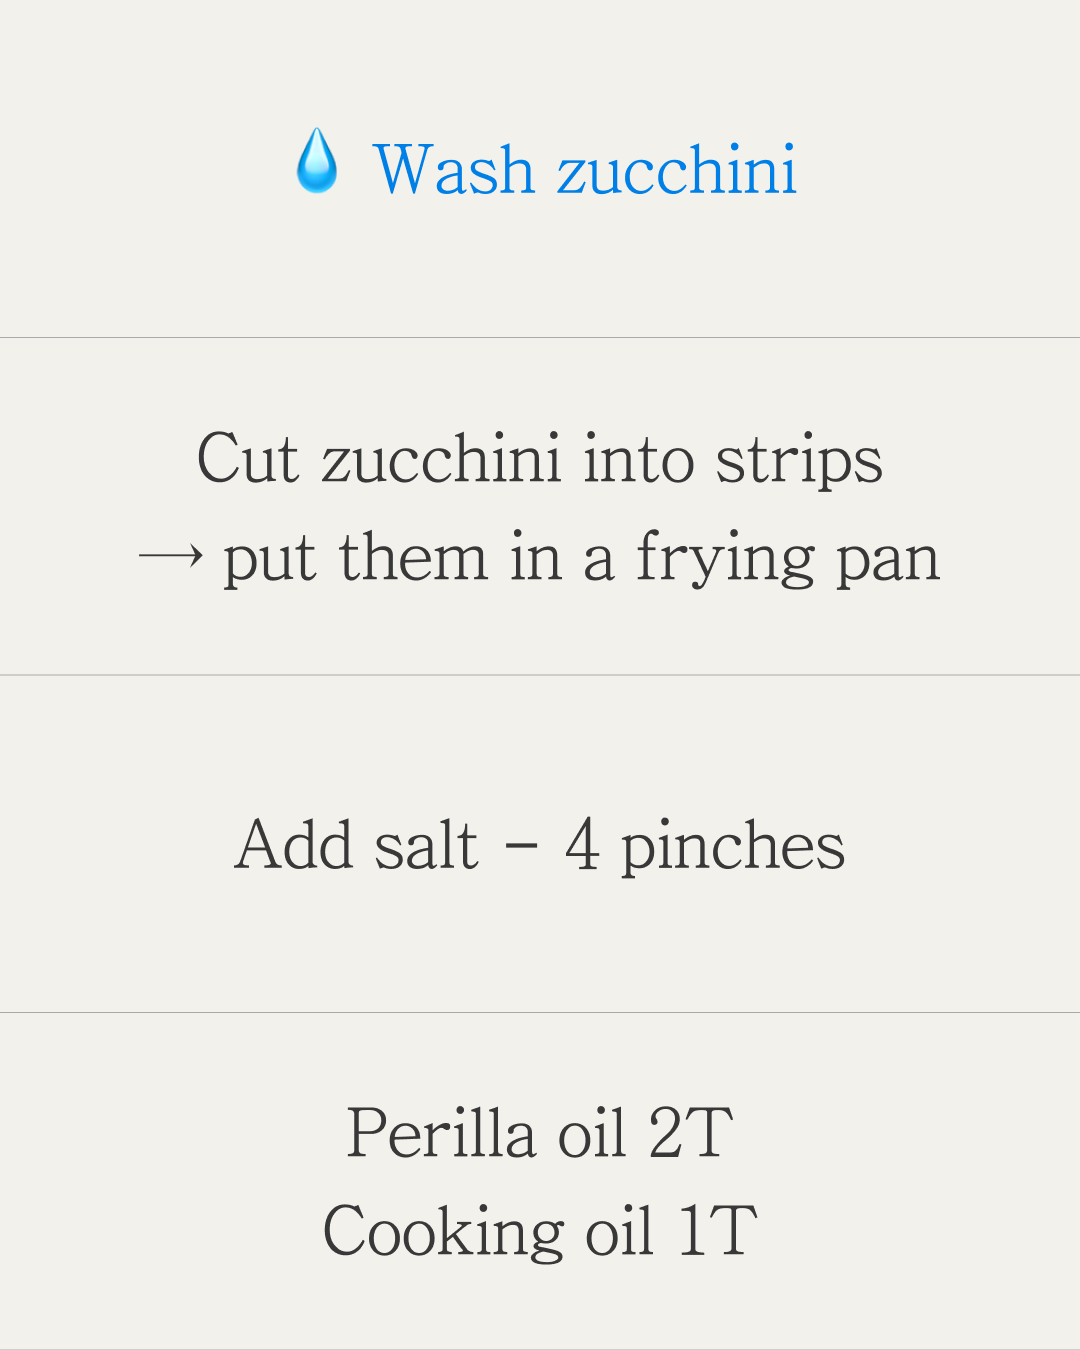 💧 Wash zucchini
Cut zucchini into strips
→ put them in a frying pan
Add salt - 4 pinches
Perilla oil 2T
Cooking oil 1T